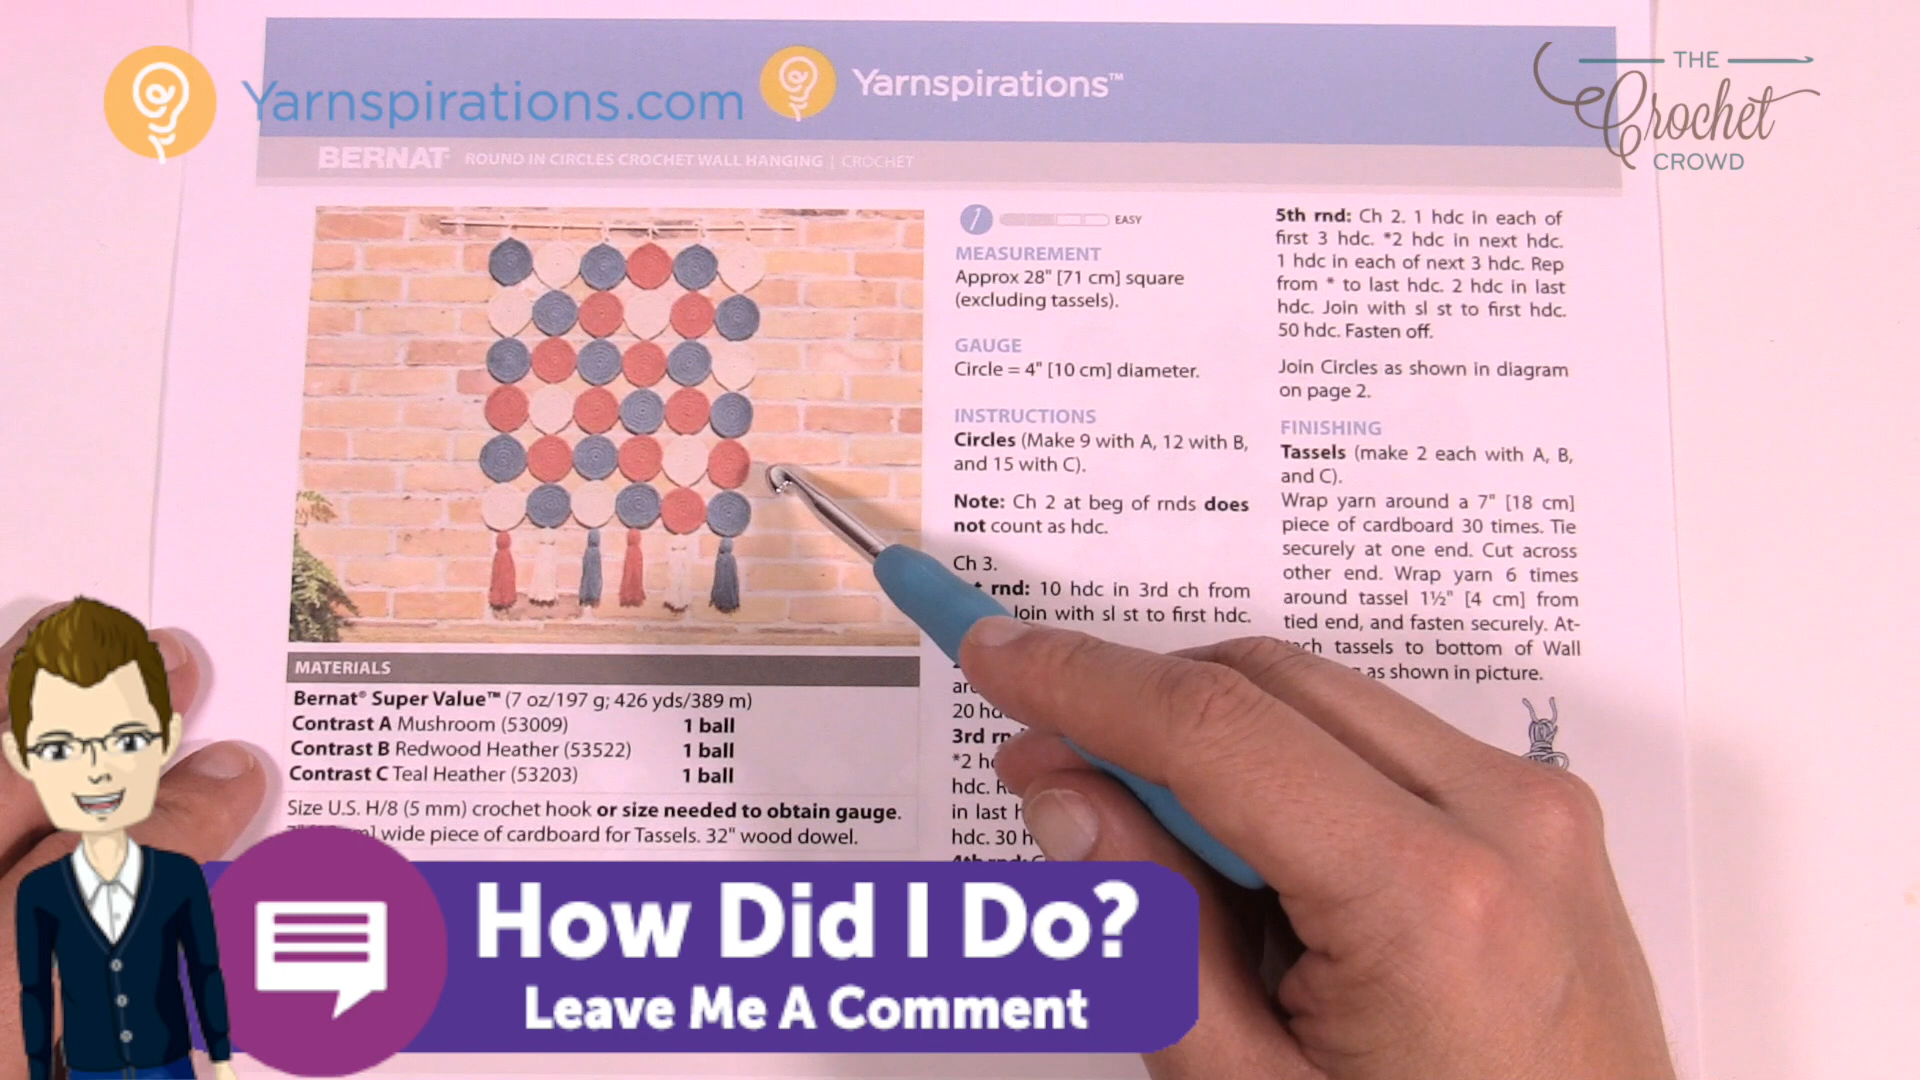 Yarnspirations.com
Yarnspirations™
THE
Crochet
CROWD
BERNAT® ROUND IN CIRCLES CROCHET WALL HANGING | CROCHET
1 EASY
MEASUREMENT
Approx 28" [71 cm] square
(excluding tassels).
GAUGE
Circle = 4" [10 cm] diameter.
INSTRUCTIONS
Circles (Make 9 with A, 12 with B,
and 15 with C).
Note: Ch 2 at beg of rnds does
not count as hdc.
Ch 3.
rnd: 10 hdc in 3rd ch from
Join with sl st to first hdc.
20
3rd
*2
hdc.
in last
hdc. 30
5th rnd: Ch 2. 1 hdc in each of
first 3 hdc. *2 hdc in next hdc.
1 hdc in each of next 3 hdc. Rep
from * to last hdc. 2 hdc in last
hdc. Join with sl st to first hdc.
50 hdc. Fasten off.
Join Circles as shown in diagram
on page 2.
FINISHING
Tassels (make 2 each with A, B,
and C).
Wrap yarn around a 7" [18 cm]
piece of cardboard 30 times. Tie
securely at one end. Cut across
other end. Wrap yarn 6 times
around tassel 1½" [4 cm] from
tied end, and fasten securely. At-
tassels to bottom of Wall
as shown in picture.
MATERIALS
Bernat® Super Value™ (7 oz/197 g; 426 yds/389 m)
Contrast A Mushroom (53009) 1 ball
Contrast B Redwood Heather (53522) 1 ball
Contrast C Teal Heather (53203) 1 ball
Size U.S. H/8 (5 mm) crochet hook or size needed to obtain gauge.
wide piece of cardboard for Tassels. 32" wood dowel.
How Did I Do?
Leave Me A Comment